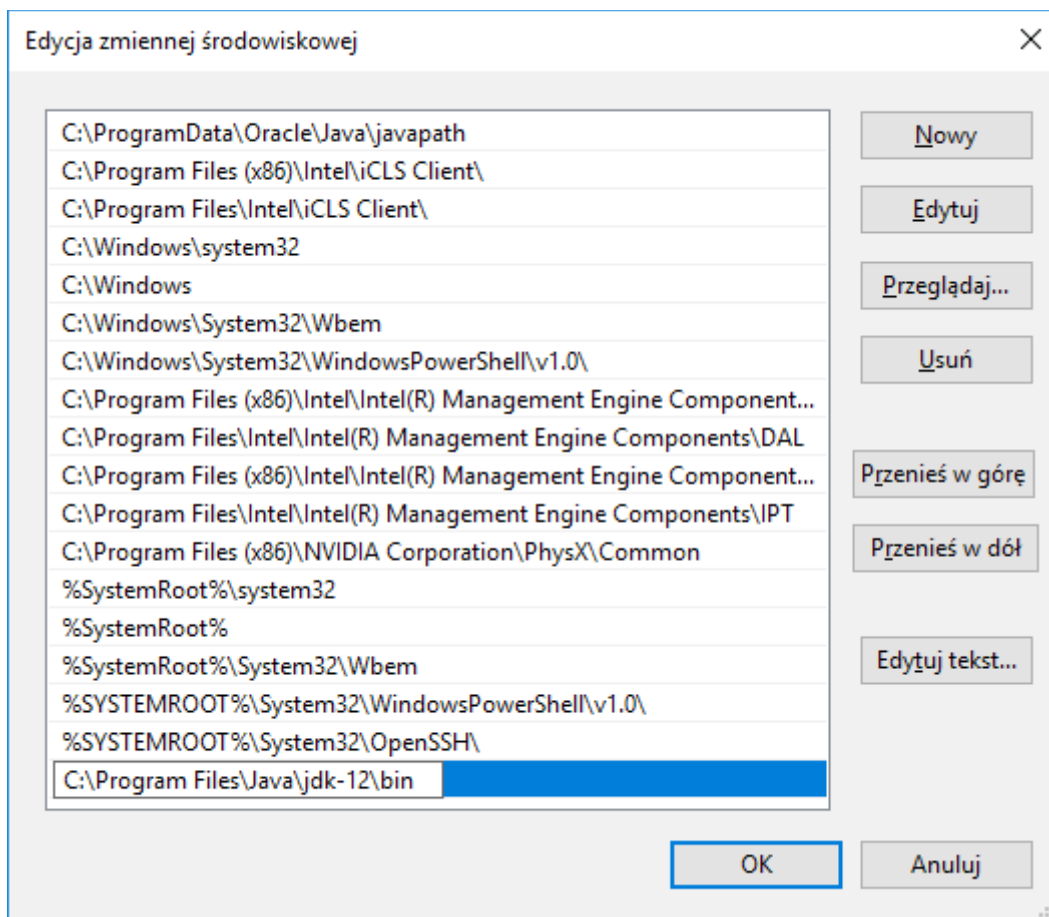 Edycja zmiennej środowiskowej
C:\ProgramData\Oracle\Java\javapath
C:\Program Files (x86)\Intel\iCLS Client\
C:\Program Files\Intel\iCLS Client\
C:\Windows\system32
C:\Windows
C:\Windows\System32\Wbem
C:\Windows\System32\WindowsPowerShell\v1.0\
C:\Program Files (x86)\Intel\Intel(R) Management Engine Component...
C:\Program Files\Intel\Intel(R) Management Engine Components\DAL
C:\Program Files (x86)\Intel\Intel(R) Management Engine Component...
C:\Program Files\Intel\Intel(R) Management Engine Components\IPT
C:\Program Files (x86)\NVIDIA Corporation\PhysX\Common
%SystemRoot%\system32
%SystemRoot%
%SystemRoot%\System32\Wbem
%SYSTEMROOT%\System32\WindowsPowerShell\v1.0\
%SYSTEMROOT%\System32\OpenSSH\
C:\Program Files\Java\jdk-12\bin
Nowy
Edytuj
Przeglądaj...
Usuń
Przenieś w górę
Przenieś w dół
Edytuj tekst...
OK
Anuluj